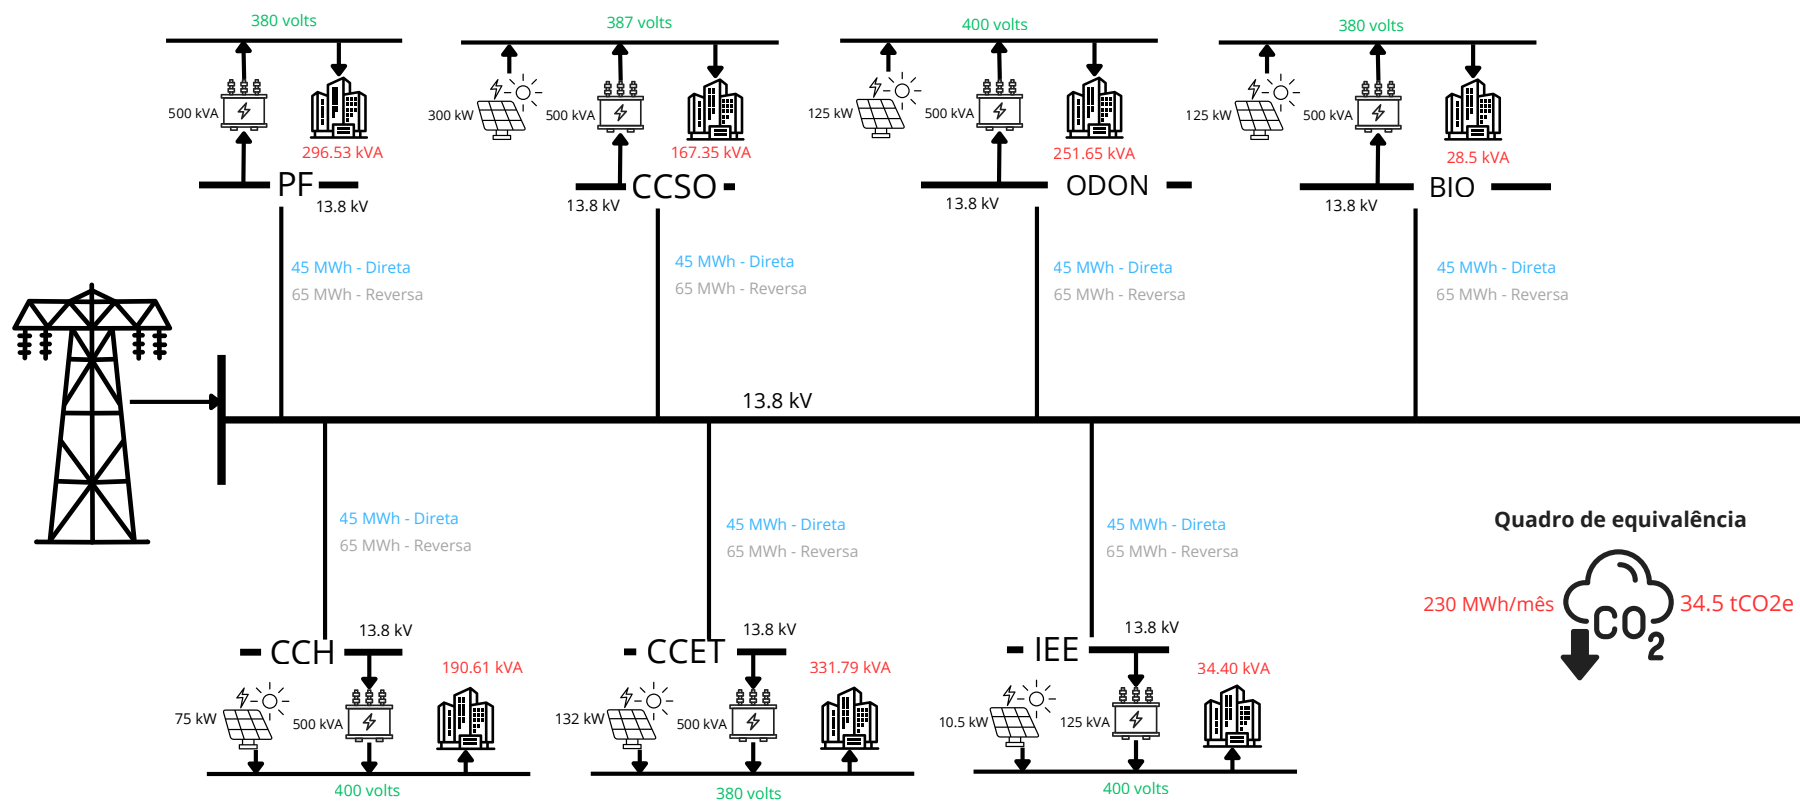 380 volts
387 volts
400 volts
380 volts
500 kVA
296.53 kVA
300 kW
500 kVA
167.35 kVA
125 kW
500 kVA
251.65 kVA
125 kW
500 kVA
28.5 kVA
PF
13.8 kV
CCSO
13.8 kV
ODON
13.8 kV
BIO
13.8 kV
45 MWh - Direta
65 MWh - Reversa
45 MWh - Direta
65 MWh - Reversa
45 MWh - Direta
65 MWh - Reversa
45 MWh - Direta
65 MWh - Reversa
13.8 kV
45 MWh - Direta
65 MWh - Reversa
45 MWh - Direta
65 MWh - Reversa
45 MWh - Direta
65 MWh - Reversa
Quadro de equivalência
230 MWh/mês
CO2
34.5 tCO2e
CCH
13.8 kV
190.61 kVA
75 kW
500 kVA
400 volts
CCET
13.8 kV
331.79 kVA
132 kW
500 kVA
380 volts
IEE
13.8 kV
34.40 kVA
10.5 kW
125 kVA
400 volts